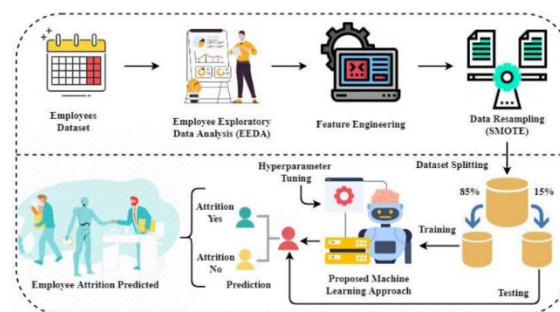 Employees
Dataset
Employee Exploratory
Data Analysis (EEDA)
Feature Engineering
Data Resampling
(SMOTE)
Dataset Splitting
Hyperparameter
Tuning
85%
15%
Attrition
Yes
Training
Attrition
No
Prediction
Employee Attrition Predicted
Proposed Machine
Learning Approach
Testing